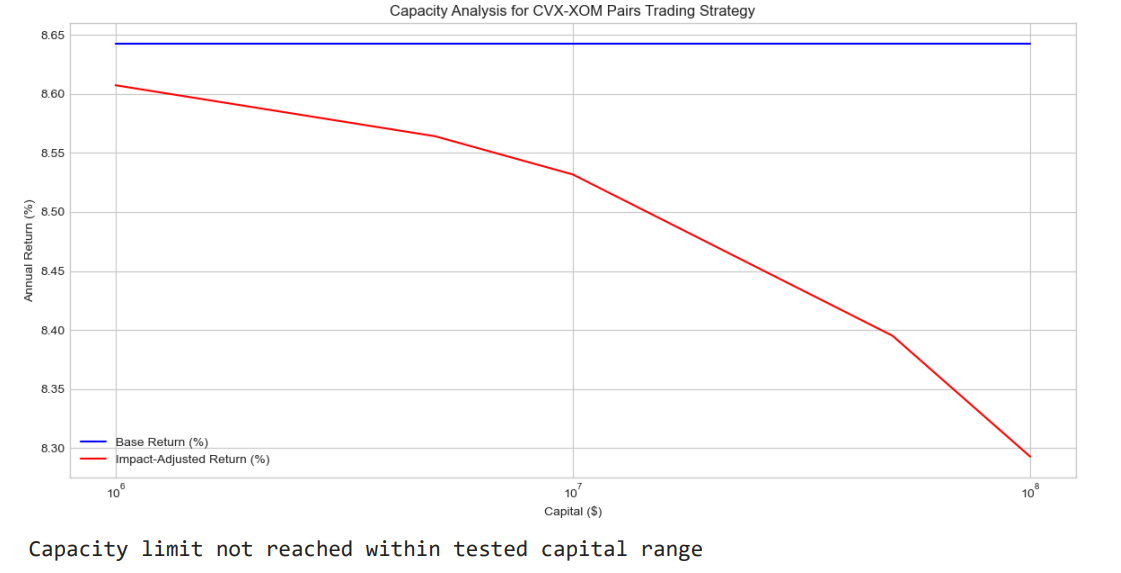 Capacity Analysis for CVX-XOM Pairs Trading Strategy
8.65
8.60
8.55
8.50
8.45
8.40
8.35
8.30
Annual Return (%)
Base Return (%)
Impact-Adjusted Return (%)
10^6 10^7 10^8
Capital ($)
Capacity limit not reached within tested capital range